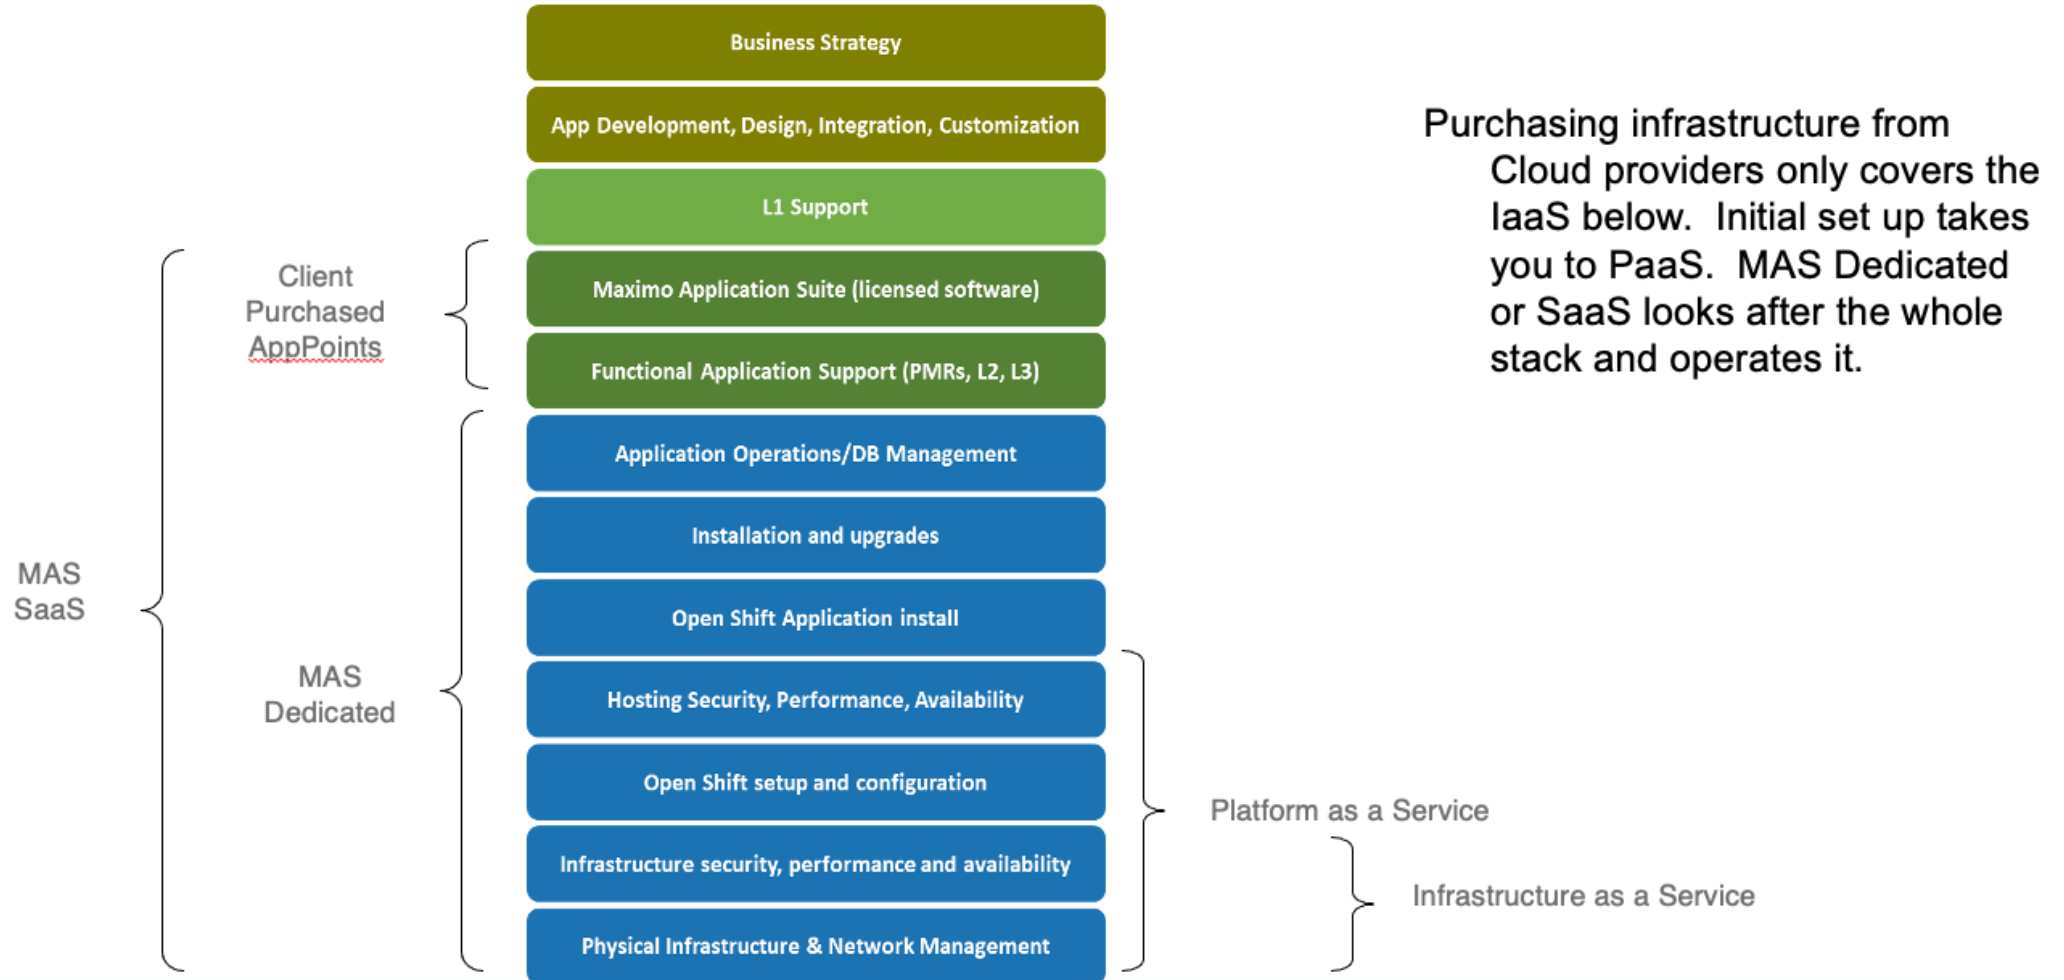 Business Strategy
App Development, Design, Integration, Customization
L1 Support
Maximo Application Suite (licensed software)
Functional Application Support (PMRs, L2, L3)
Application Operations/DB Management
Installation and upgrades
Open Shift Application install
Hosting Security, Performance, Availability
Open Shift setup and configuration
Infrastructure security, performance and availability
Physical Infrastructure & Network Management
Client
Purchased
AppPoints
MAS
SaaS
MAS
Dedicated
Platform as a Service
Infrastructure as a Service
Purchasing infrastructure from
Cloud providers only covers the
IaaS below.  Initial set up takes
you to PaaS.  MAS Dedicated
or SaaS looks after the whole
stack and operates it.